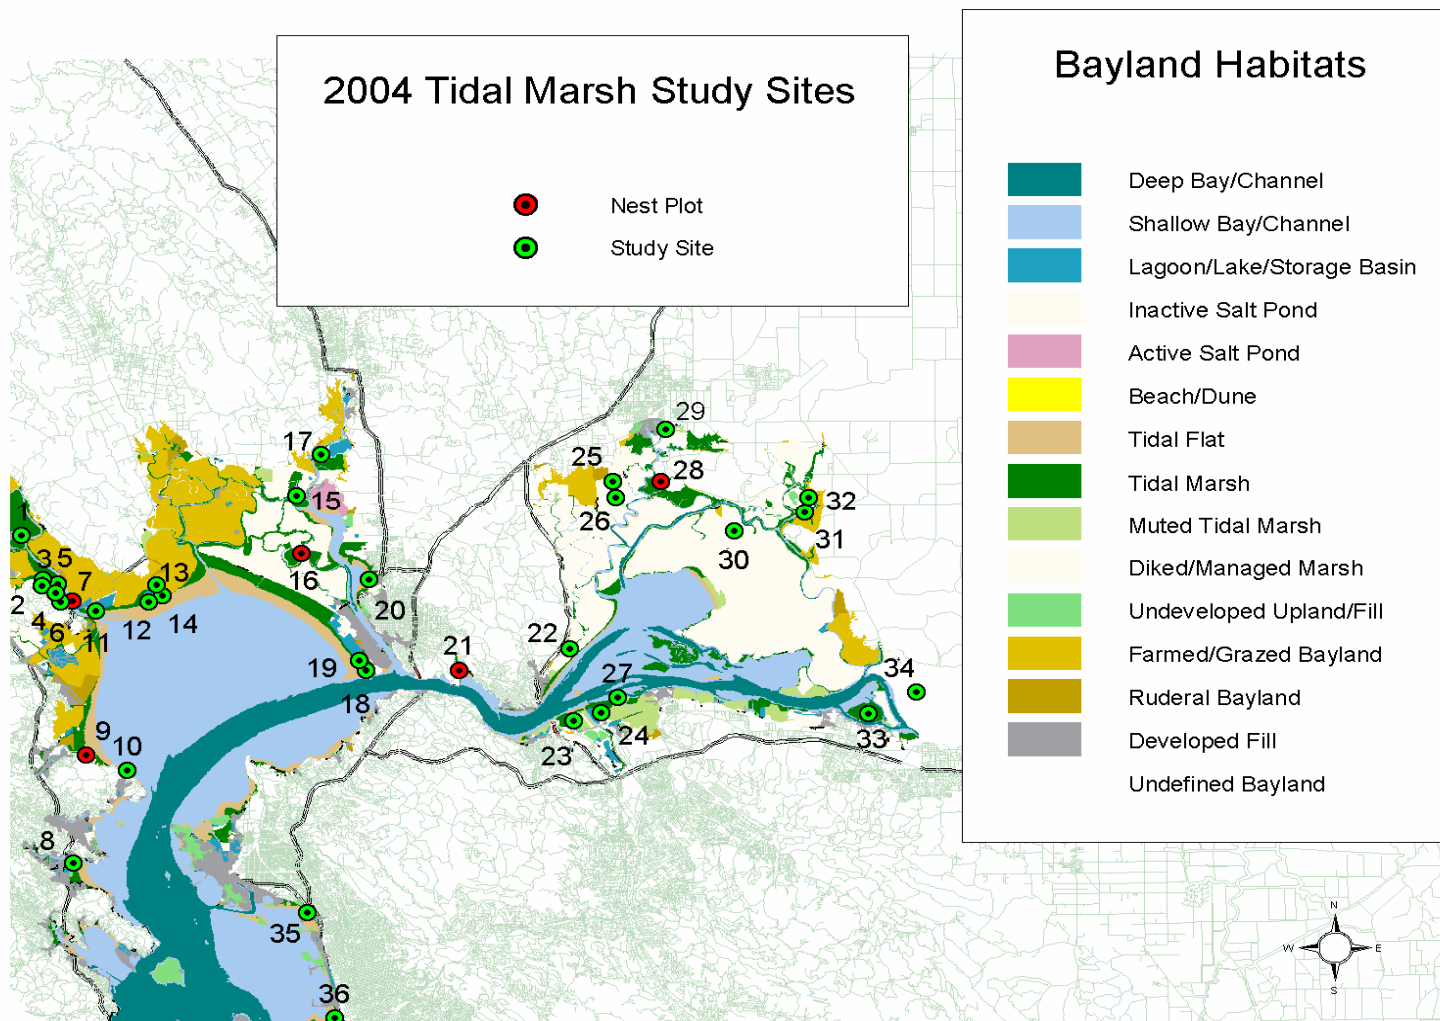 2004 Tidal Marsh Study Sites
Nest Plot
Study Site
Bayland Habitats
Deep Bay/Channel
Shallow Bay/Channel
Lagoon/Lake/Storage Basin
Inactive Salt Pond
Active Salt Pond
Beach/Dune
Tidal Flat
Tidal Marsh
Muted Tidal Marsh
Diked/Managed Marsh
Undeveloped Upland/Fill
Farmed/Grazed Bayland
Ruderal Bayland
Developed Fill
Undefined Bayland
29
17
25
28
15
26
32
1
30
31
3
5
7
13
16
2
4
6
11
12
14
20
22
21
19
18
27
34
23
24
33
9
10
8
35
36
N
W
E
S